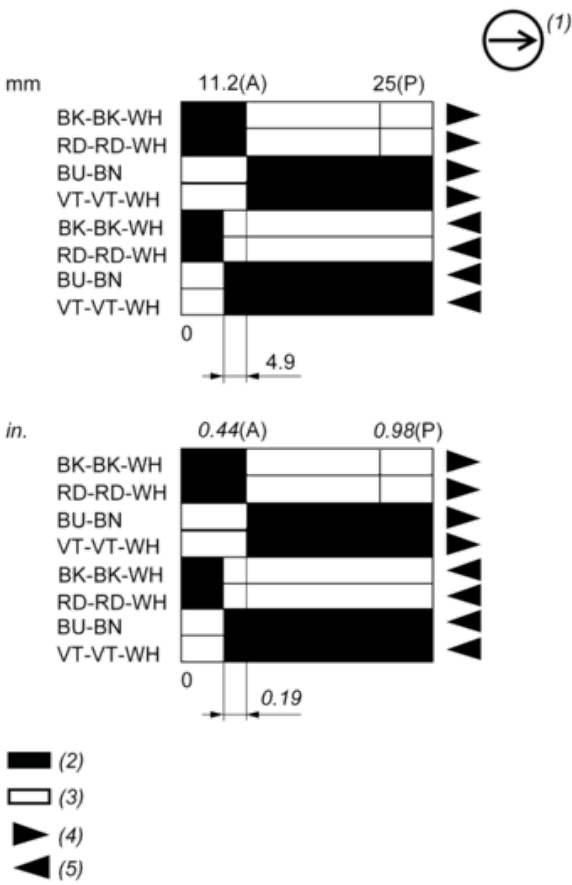 (1)
mm 11.2(A) 25(P)
BK-BK-WH
RD-RD-WH
BU-BN
VT-VT-WH
BK-BK-WH
RD-RD-WH
BU-BN
VT-VT-WH
0
4.9
in. 0.44(A) 0.98(P)
BK-BK-WH
RD-RD-WH
BU-BN
VT-VT-WH
BK-BK-WH
RD-RD-WH
BU-BN
VT-VT-WH
0
0.19
(2)
(3)
(4)
(5)